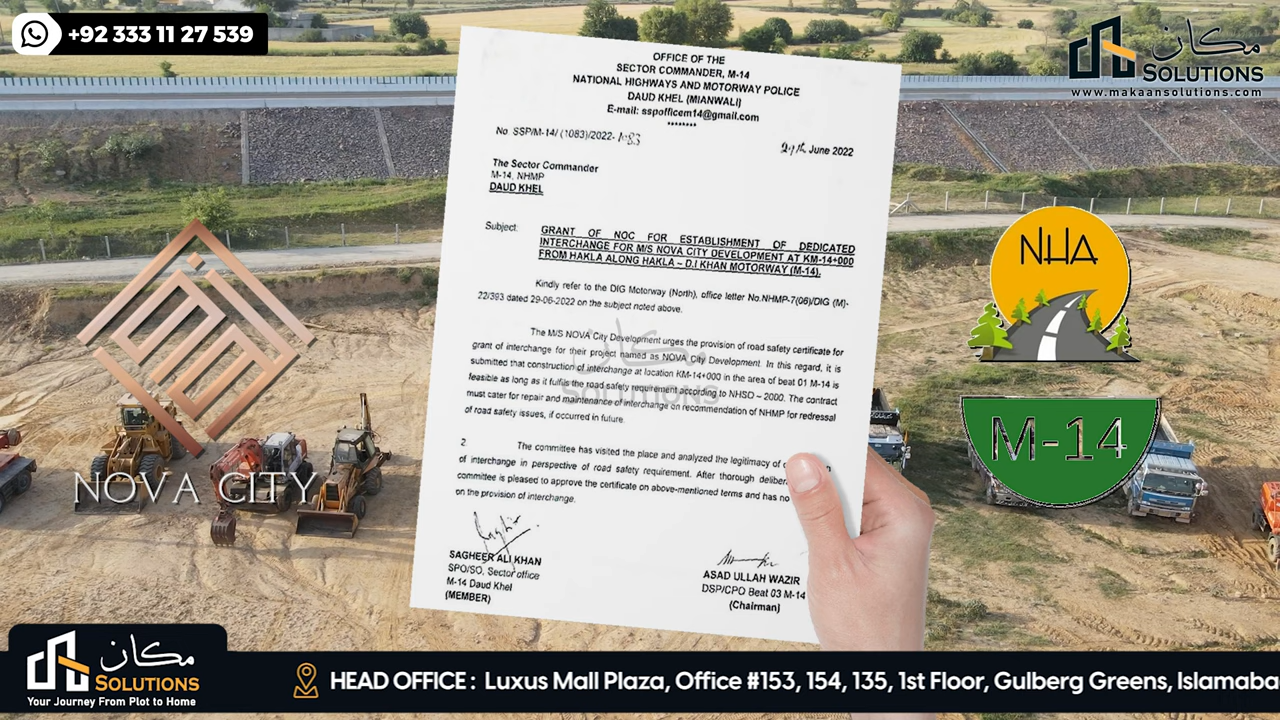 +92 333 11 27 539
مکان
SOLUTIONS
www.makaansolutions.com
OFFICE OF THE
SECTOR COMMANDER, M-14
NATIONAL HIGHWAYS AND MOTORWAY POLICE
DAUD KHEL (MIANWALI)
E-mail: sspofficem14@gmail.com
********
No SSP/M-14/ (1083)/2022- 1083
29th June 2022
The Sector Commander
M-14, NHMP
DAUD KHEL
Subject: GRANT OF NOC FOR ESTABLISHMENT OF DEDICATED
INTERCHANGE FOR M/S NOVA CITY DEVELOPMENT AT KM-14+000
FROM HAKLA ALONG HAKLA ~ D.I KHAN MOTORWAY (M-14).
Kindly refer to the DIG Motorway (North), office letter No.NHMP-7(06)/DIG (M)-
22/393 dated 29-06-2022 on the subject noted above.
The M/S NOVA City Development urges the provision of road safety certificate for
grant of interchange for their project named as NOVA City Development. In this regard, it is
submitted that construction of interchange at location KM-14+000 in the area of beat 01 M-14 is
feasible as long as it fulfils the road safety requirement according to NHSO ~ 2000. The contract
must cater for repair and maintenance of interchange on recommendation of NHMP for redressal
of road safety issues, if occurred in future.
2. The committee has visited the place and analyzed the legitimacy of
of interchange in perspective of road safety requirement. After thorough
committee is pleased to approve the certificate on above-mentioned terms and has no
on the provision of interchange.
SAGHEER ALI KHAN
SPO/SO, Sector office
M-14 Daud Khel
(MEMBER)
ASAD ULLAH WAZIR
DSP/CPO Beat 03 M-14
(Chairman)
مکان
SOLUTIONS
NOVA CITY
NHA
M-14
مکان
SOLUTIONS
Your Journey From Plot to Home
HEAD OFFICE : Luxus Mall Plaza, Office #153, 154, 135, 1st Floor, Gulberg Greens, Islamaba